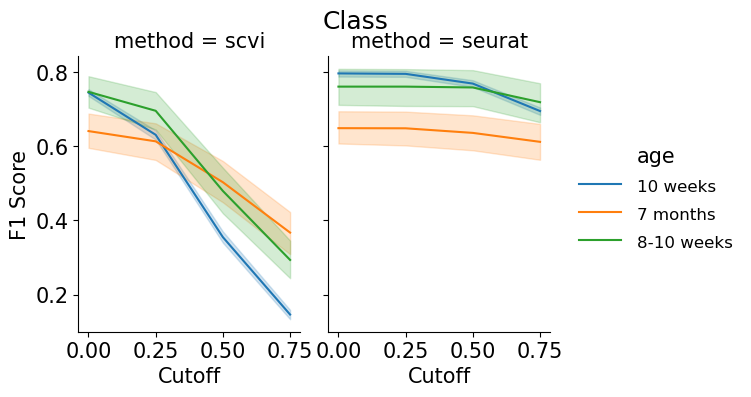 Class
method = scvi
method = seurat
F1 Score
0.8
0.6
0.4
0.2
0.00 0.25 0.50 0.75
0.00 0.25 0.50 0.75
Cutoff
Cutoff
age
10 weeks
7 months
8-10 weeks